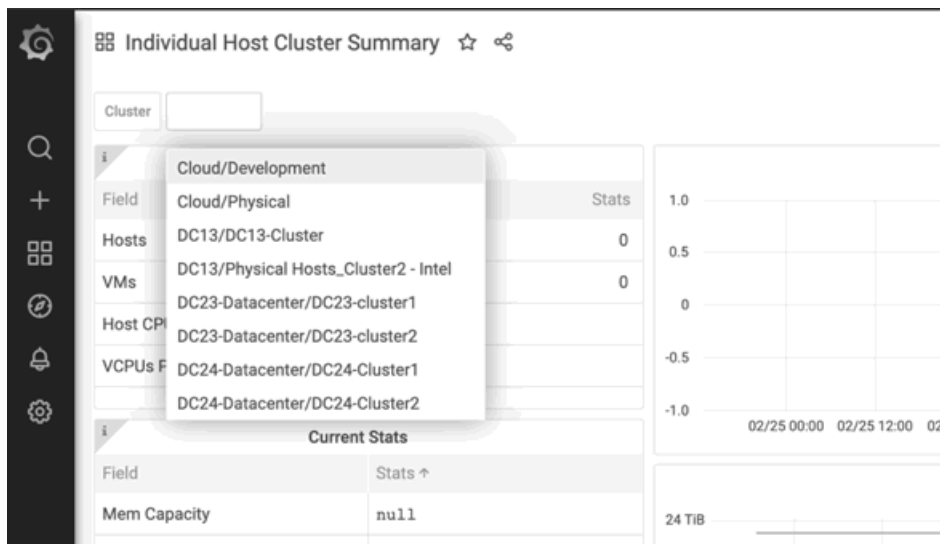 Individual Host Cluster Summary
Cluster
i
Cloud/Development
Cloud/Physical
DC13/DC13-Cluster
DC13/Physical Hosts_Cluster2 - Intel
DC23-Datacenter/DC23-cluster1
DC23-Datacenter/DC23-cluster2
DC24-Datacenter/DC24-Cluster1
DC24-Datacenter/DC24-Cluster2
Field Stats
Hosts 0
VMs 0
Host
VCPUs
i
Current Stats
Field Stats ↑
Mem Capacity null
1.0
0.5
0
-0.5
-1.0
02/25 00:00 02/25 12:00
24 TiB